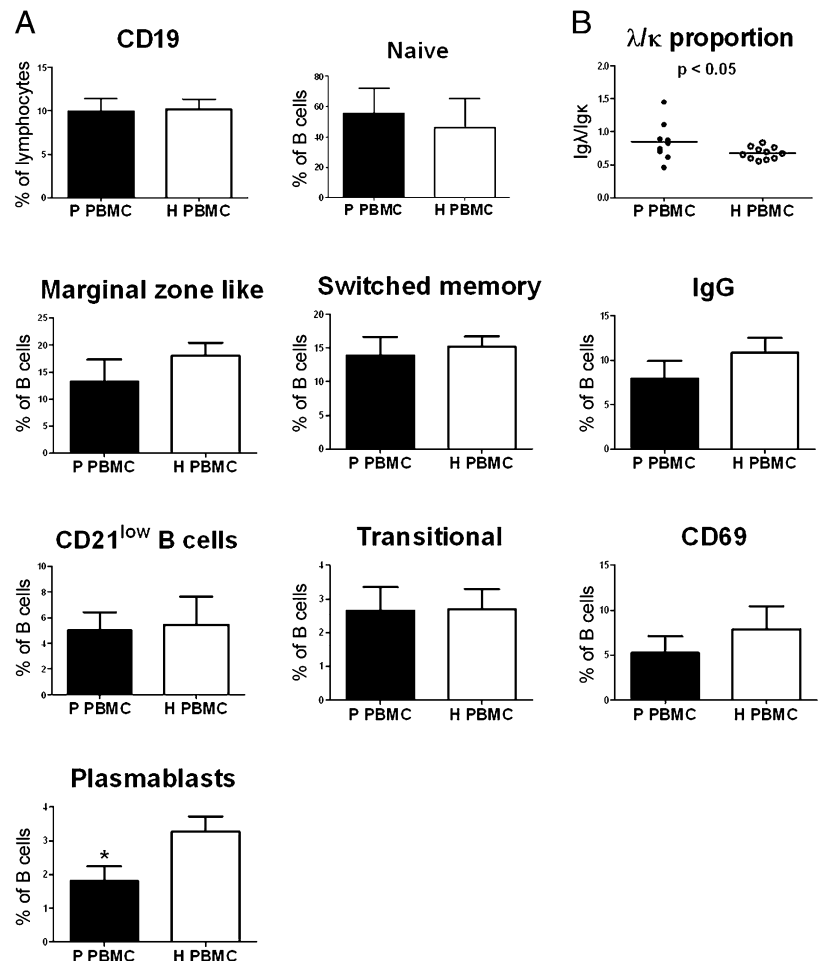 A
CD19
% of lymphocytes
15
10
5
0
P PBMC H PBMC
Naive
% of B cells
80
60
40
20
0
P PBMC H PBMC
B
λ/κ proportion
p < 0.05
Igλ/Igκ
2.0
1.5
1.0
0.5
0.0
P PBMC H PBMC
Marginal zone like
% of B cells
25
20
15
10
5
0
P PBMC H PBMC
Switched memory
% of B cells
20
15
10
5
0
P PBMC H PBMC
IgG
% of B cells
15
10
5
0
P PBMC H PBMC
CD21low B cells
% of B cells
10
8
6
4
2
0
P PBMC H PBMC
Transitional
% of B cells
4
3
2
1
0
P PBMC H PBMC
CD69
% of B cells
15
10
5
0
P PBMC H PBMC
Plasmablasts
% of B cells
4
3
2
1
0
*
P PBMC H PBMC